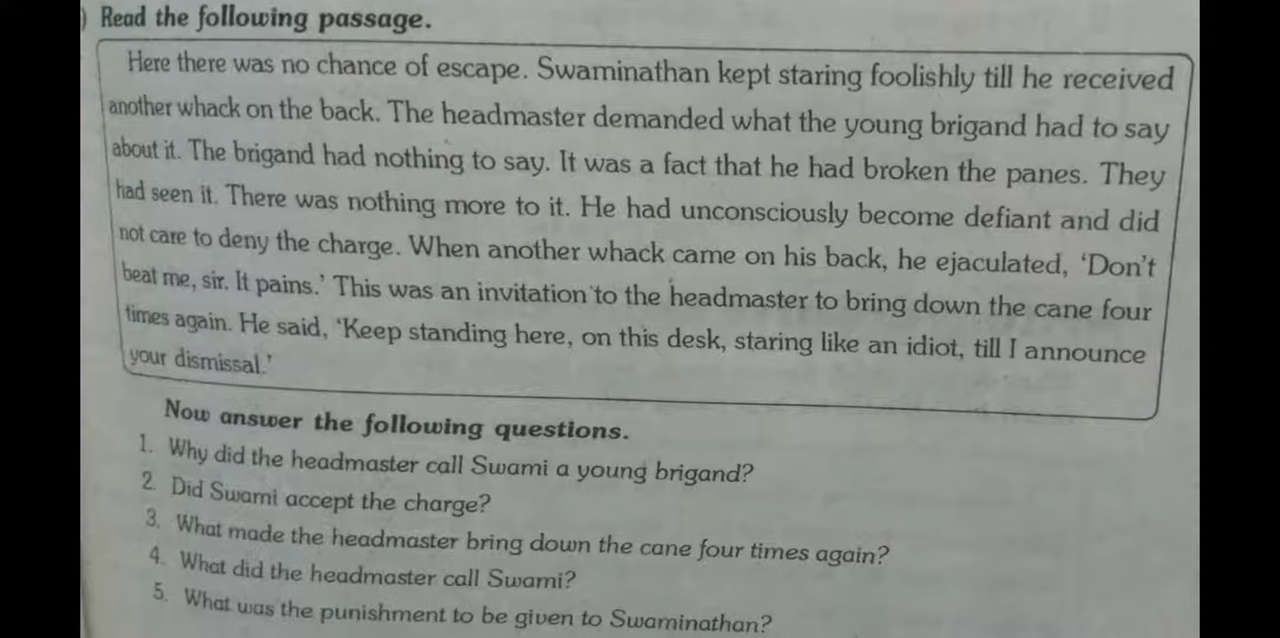 ) Read the following passage.
Here there was no chance of escape. Swaminathan kept staring foolishly till he received
another whack on the back. The headmaster demanded what the young brigand had to say
about it. The brigand had nothing to say. It was a fact that he had broken the panes. They
had seen it. There was nothing more to it. He had unconsciously become defiant and did
not care to deny the charge. When another whack came on his back, he ejaculated, ‘Don’t
beat me, sir. It pains.’ This was an invitation to the headmaster to bring down the cane four
times again. He said, ‘Keep standing here, on this desk, staring like an idiot, till I announce
your dismissal.’
Now answer the following questions.
1. Why did the headmaster call Swami a young brigand?
2. Did Swami accept the charge?
3. What made the headmaster bring down the cane four times again?
4. What did the headmaster call Swami?
5. What was the punishment to be given to Swaminathan?